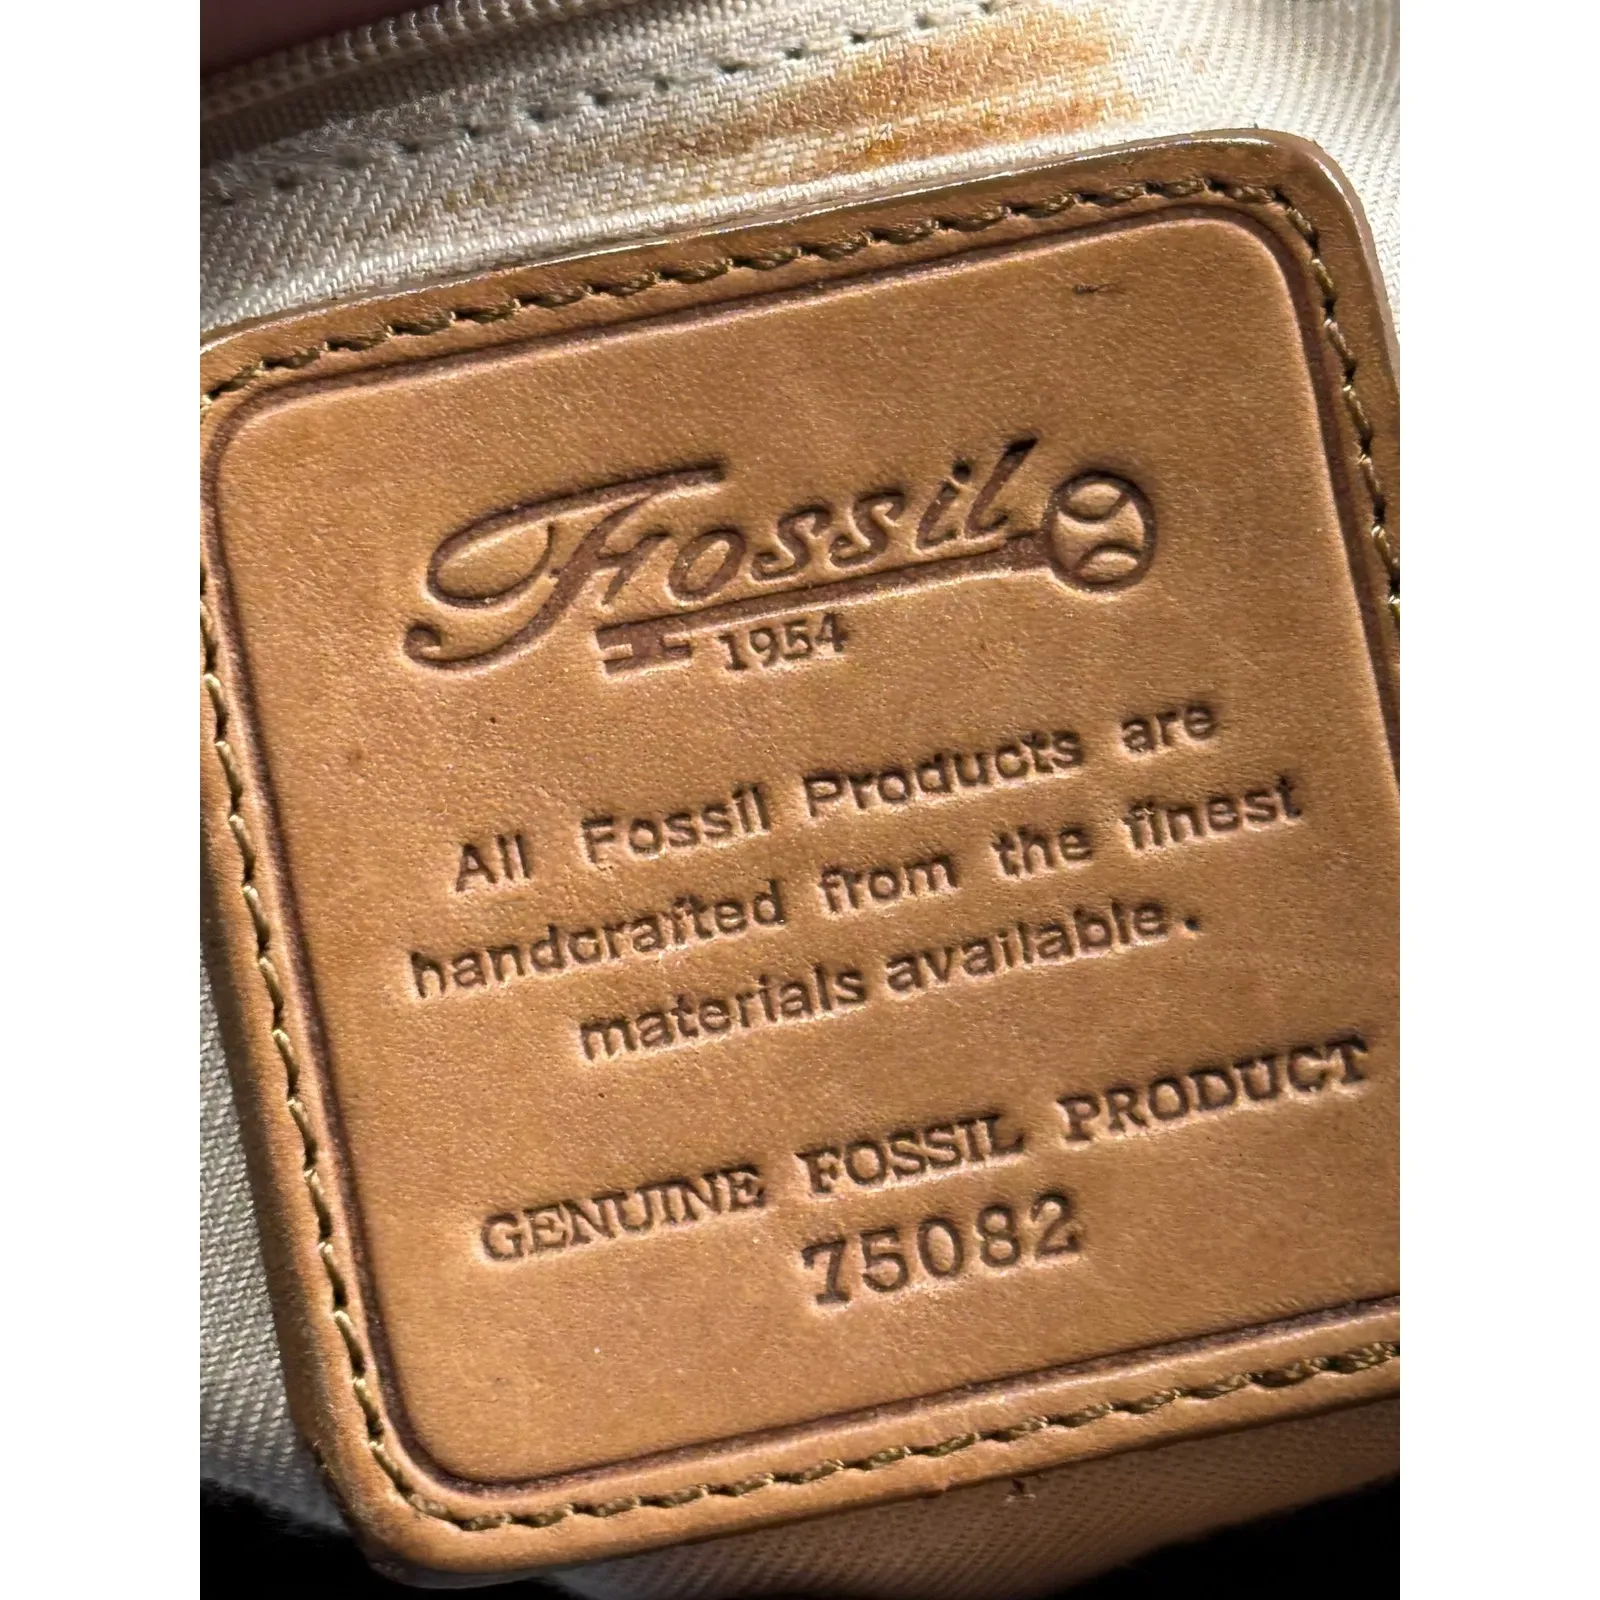 Fossil
1954
All Fossil Products are
handcrafted from the finest
materials available.
GENUINE FOSSIL PRODUCT
75082